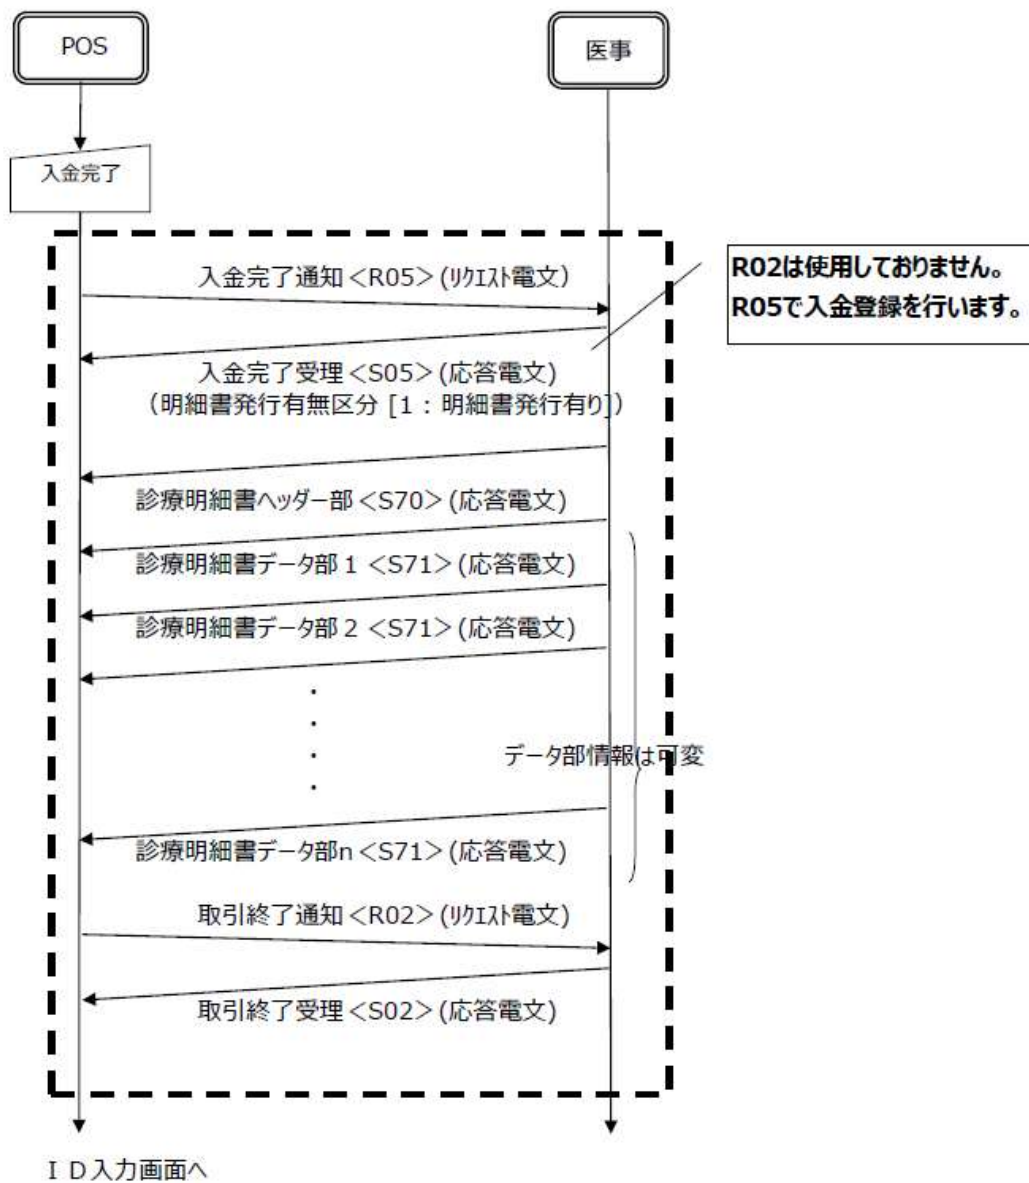 POS
医事
入金完了
入金完了通知<R05>(ﾘｸｴｽﾄ電文)
R02は使用しておりません。
R05で入金登録を行います。
入金完了受理<S05>(応答電文)
（明細書発行有無区分 [1：明細書発行有り]）
診療明細書ヘッダー部<S70>(応答電文)
診療明細書データ部１<S71>(応答電文)
診療明細書データ部２<S71>(応答電文)
・
・
・
・
データ部情報は可変
診療明細書データ部n<S71>(応答電文)
取引終了通知<R02>(ﾘｸｴｽﾄ電文)
取引終了受理<S02>(応答電文)
ＩＤ入力画面へ